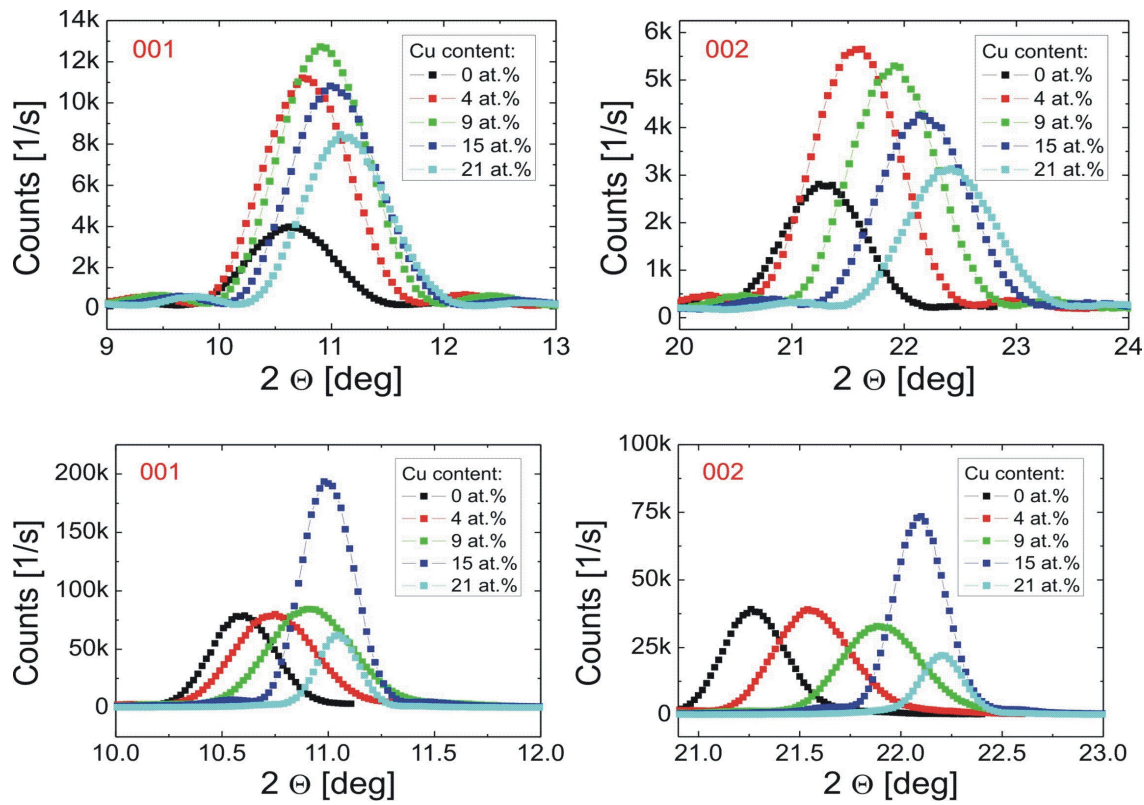 001
Counts [1/s]
14k
12k
10k
8k
6k
4k
2k
0
9
10
11
12
13
2 Θ [deg]
Cu content:
0 at.%
4 at.%
9 at.%
15 at.%
21 at.%
002
Counts [1/s]
6k
5k
4k
3k
2k
1k
0
20
21
22
23
24
2 Θ [deg]
Cu content:
0 at.%
4 at.%
9 at.%
15 at.%
21 at.%
001
Counts [1/s]
200k
150k
100k
50k
0
10.0
10.5
11.0
11.5
12.0
2 Θ [deg]
Cu content:
0 at.%
4 at.%
9 at.%
15 at.%
21 at.%
002
Counts [1/s]
100k
75k
50k
25k
0
21.0
21.5
22.0
22.5
23.0
2 Θ [deg]
Cu content:
0 at.%
4 at.%
9 at.%
15 at.%
21 at.%